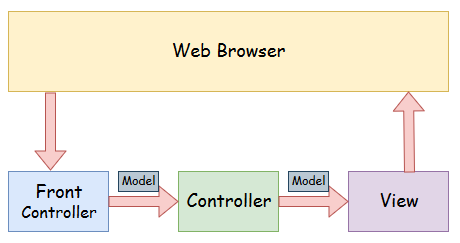 Web Browser
Model
Model
Front
Controller
Controller
View